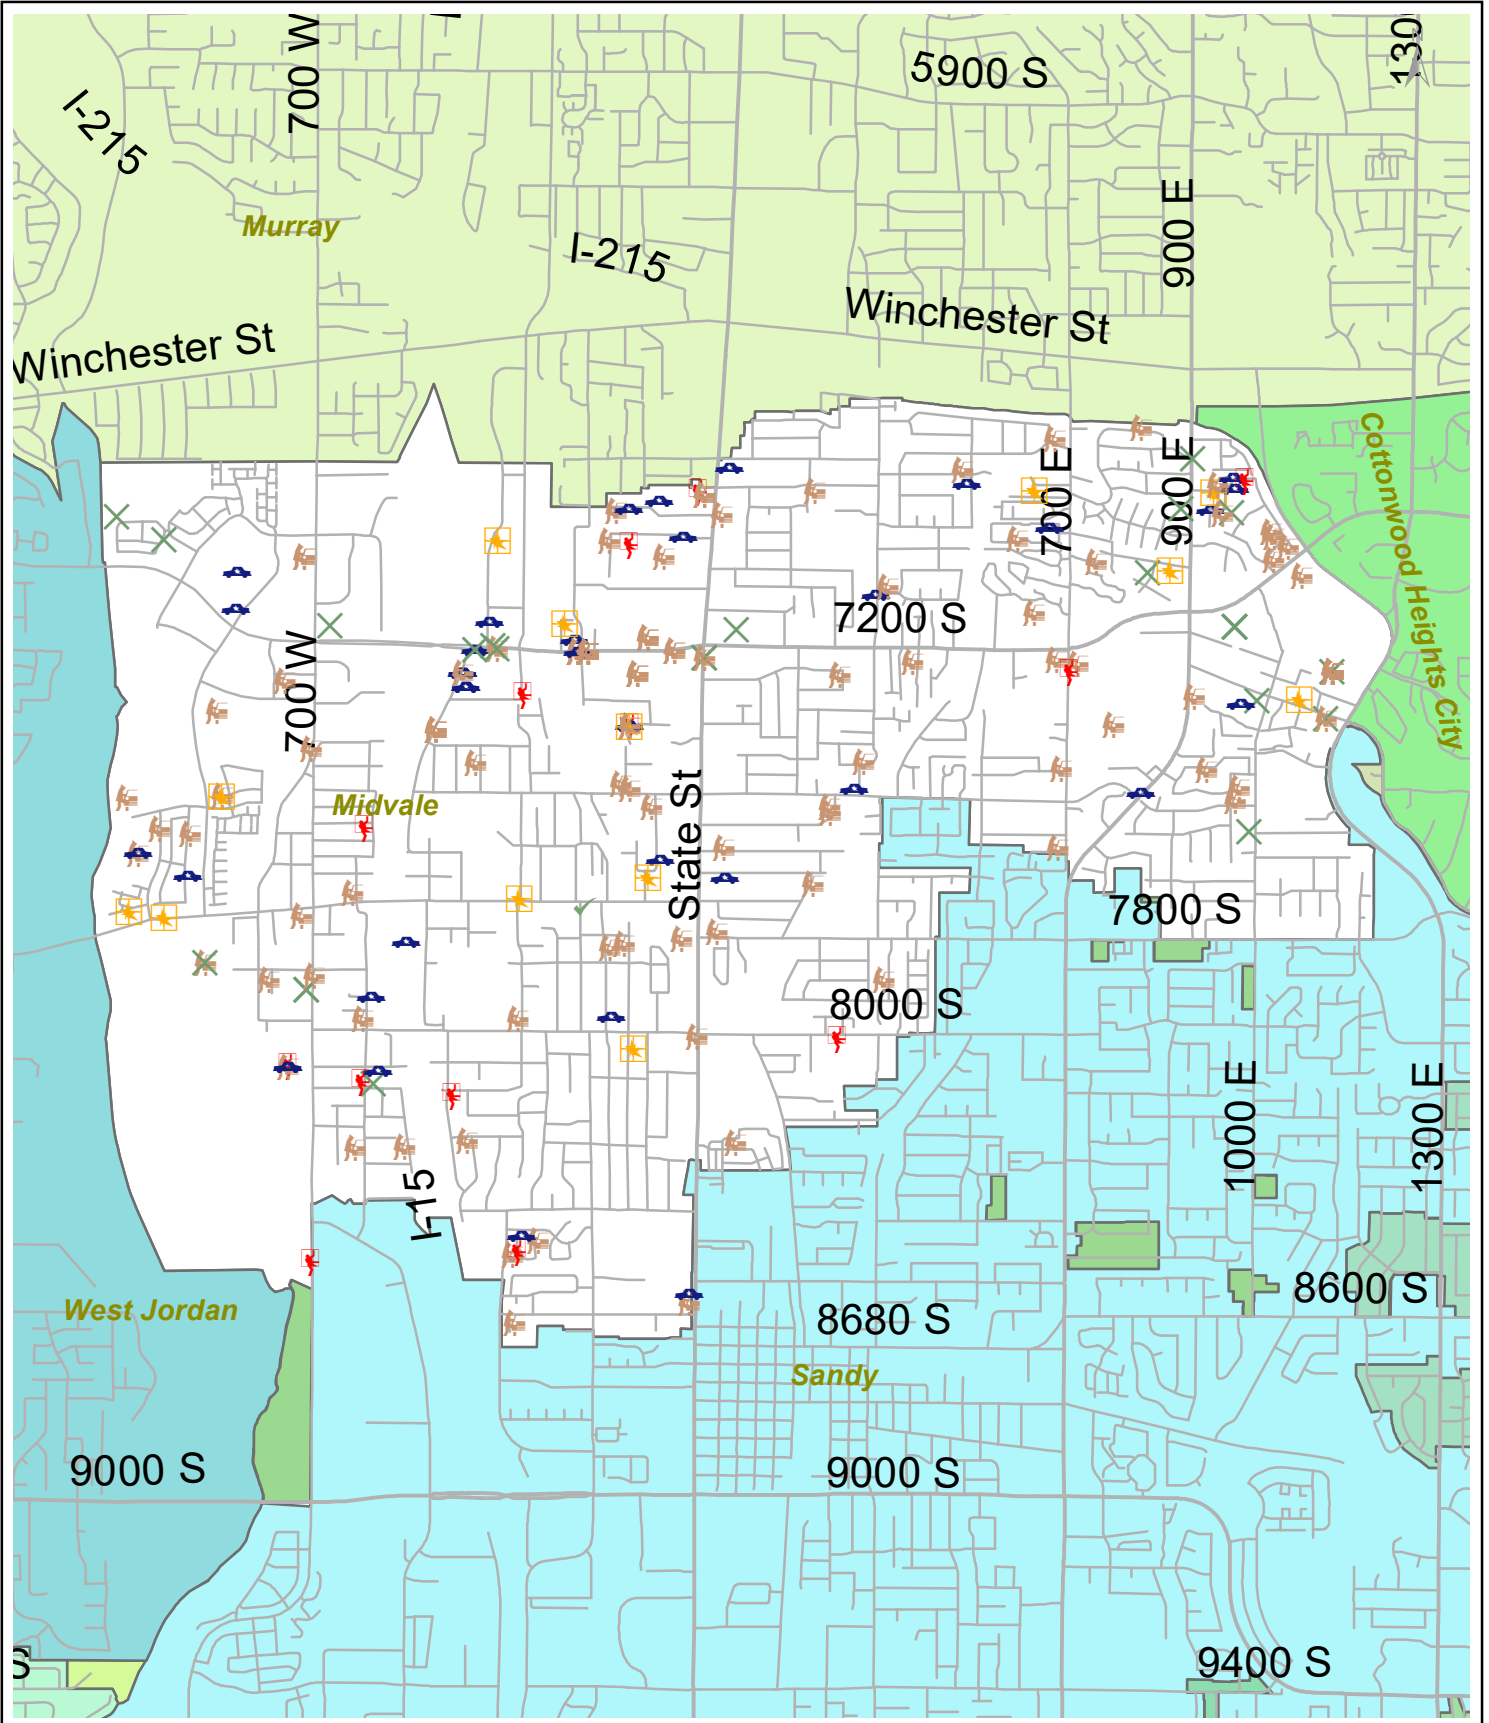 700 W
5900 S
130
I-215
900 E
Murray
I-215
Winchester St
Winchester St
Cottonwood Heights City
700 E
900 E
7200 S
700 W
Midvale
State St
7800 S
8000 S
1000 E
1300 E
I-15
8600 S
West Jordan
8680 S
Sandy
9000 S
9000 S
S
9400 S